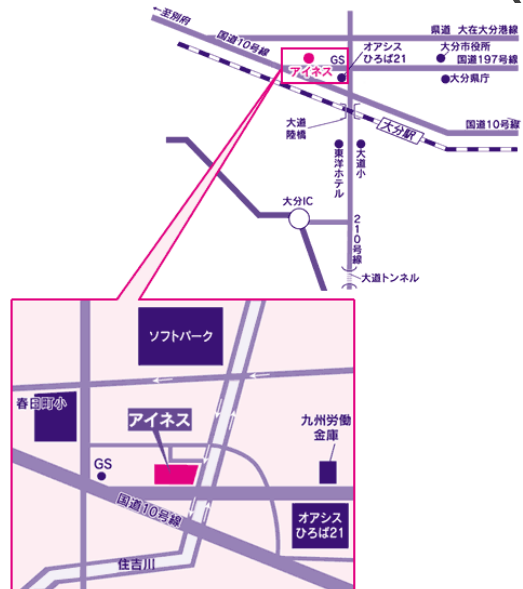 ←至別府
国道10号線
県道 大在大分港線
オアシス
ひろば21
大分市役所
GS
国道197号線
アイネス
大分県庁
大道
陸橋
大分駅
国道10号線
東洋ホテル
大道小
大分IC
210号線
大道トンネル
ソフトパーク
春日町小
アイネス
九州労働
金庫
GS
国道10号線
オアシス
ひろば21
住吉川